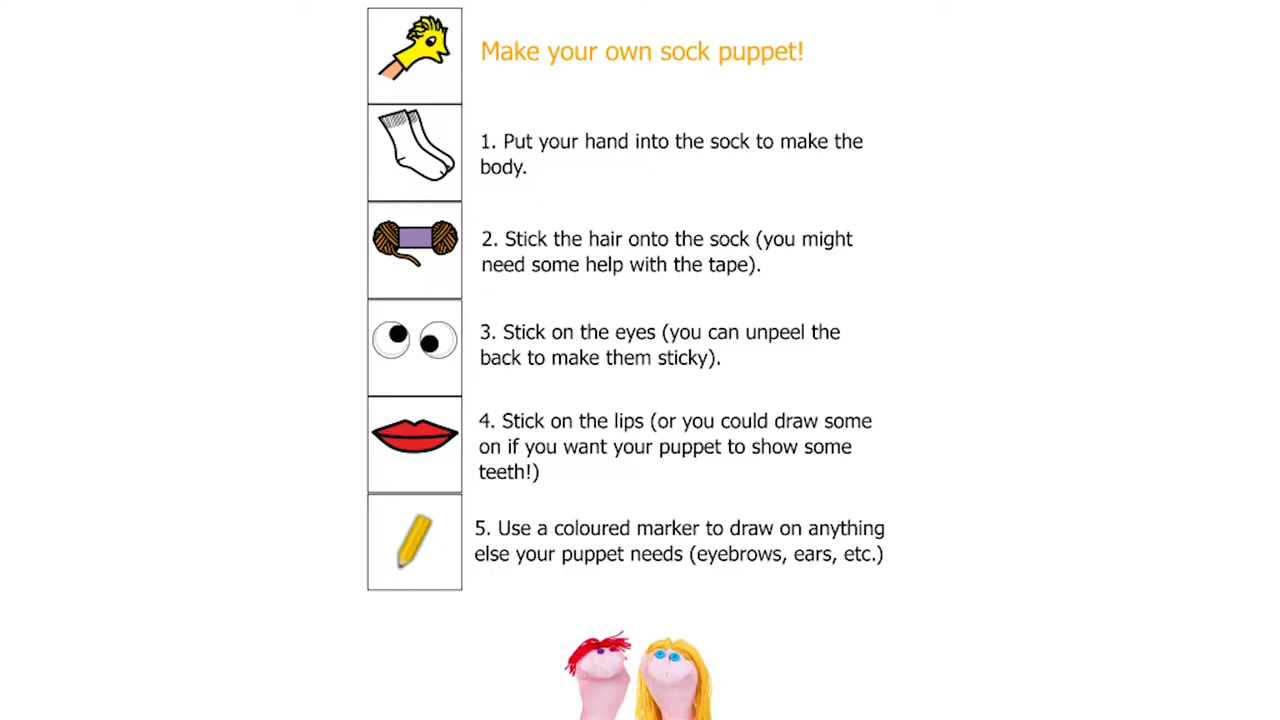 Make your own sock puppet!
1. Put your hand into the sock to make the
body.
2. Stick the hair onto the sock (you might
need some help with the tape).
3. Stick on the eyes (you can unpeel the
back to make them sticky).
4. Stick on the lips (or you could draw some
on if you want your puppet to show some
teeth!)
5. Use a coloured marker to draw on anything
else your puppet needs (eyebrows, ears, etc.)